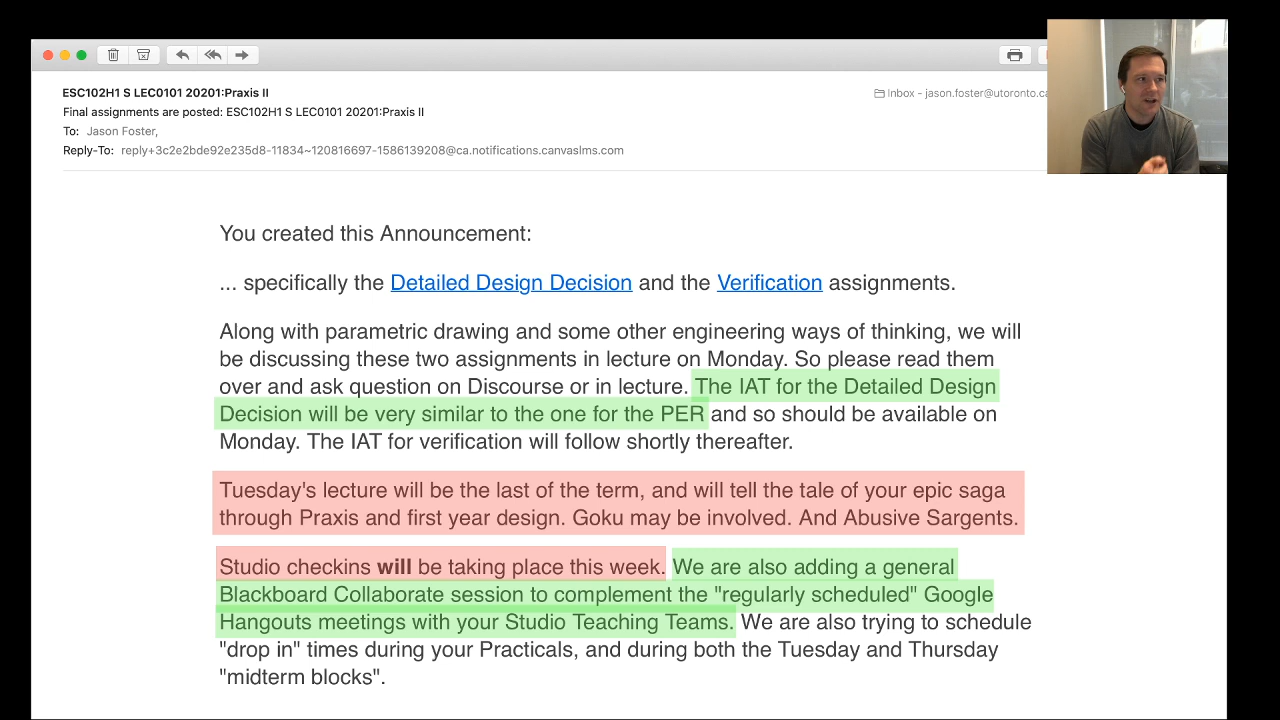 ESC102H1 S LEC0101 20201:Praxis II
Inbox - jason.foster@utoronto.ca
Final assignments are posted: ESC102H1 S LEC0101 20201:Praxis II
To: Jason Foster,
Reply-To: reply+3c2e2bde92e235d8-11834~120816697-1586139208@ca.notifications.canvaslms.com
You created this Announcement:
... specifically the Detailed Design Decision and the Verification assignments.
Along with parametric drawing and some other engineering ways of thinking, we will
be discussing these two assignments in lecture on Monday. So please read them
over and ask question on Discourse or in lecture. The IAT for the Detailed Design
Decision will be very similar to the one for the PER and so should be available on
Monday. The IAT for verification will follow shortly thereafter.
Tuesday's lecture will be the last of the term, and will tell the tale of your epic saga
through Praxis and first year design. Goku may be involved. And Abusive Sargents.
Studio checkins will be taking place this week. We are also adding a general
Blackboard Collaborate session to complement the "regularly scheduled" Google
Hangouts meetings with your Studio Teaching Teams. We are also trying to schedule
"drop in" times during your Practicals, and during both the Tuesday and Thursday
"midterm blocks".